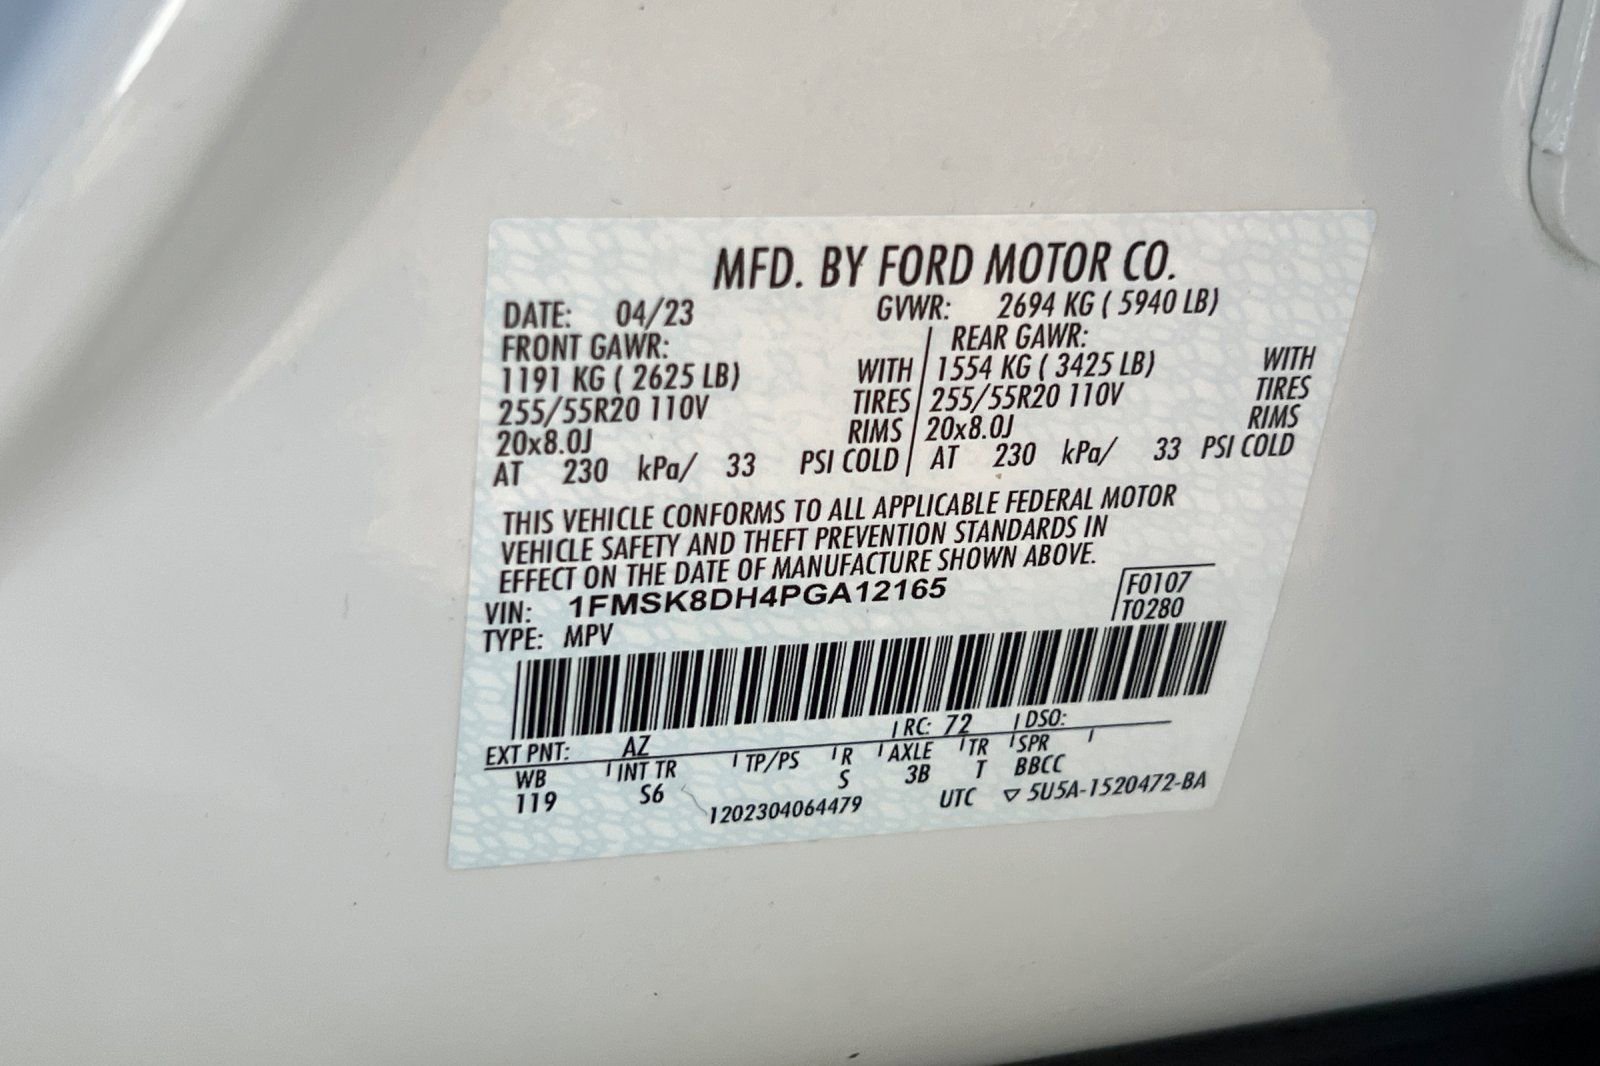 MFD. BY FORD MOTOR CO.
DATE: 04/23 GVWR: 2694 KG ( 5940 LB)
FRONT GAWR: REAR GAWR:
1191 KG ( 2625 LB) WITH 1554 KG ( 3425 LB) WITH
255/55R20 110V TIRES 255/55R20 110V TIRES
20x8.0J RIMS 20x8.0J RIMS
AT 230 kPa/ 33 PSI COLD AT 230 kPa/ 33 PSI COLD
THIS VEHICLE CONFORMS TO ALL APPLICABLE FEDERAL MOTOR
VEHICLE SAFETY AND THEFT PREVENTION STANDARDS IN
EFFECT ON THE DATE OF MANUFACTURE SHOWN ABOVE.
VIN: 1FMSK8DH4PGA12165 F0107
TYPE: MPV T0280
EXT PNT: AZ RC: 72 DSO:
WB INT TR TP/PS R AXLE TR SPR
119 S6 S 3B T BBCC
1202304064479 UTC ▽ 5U5A-1520472-BA